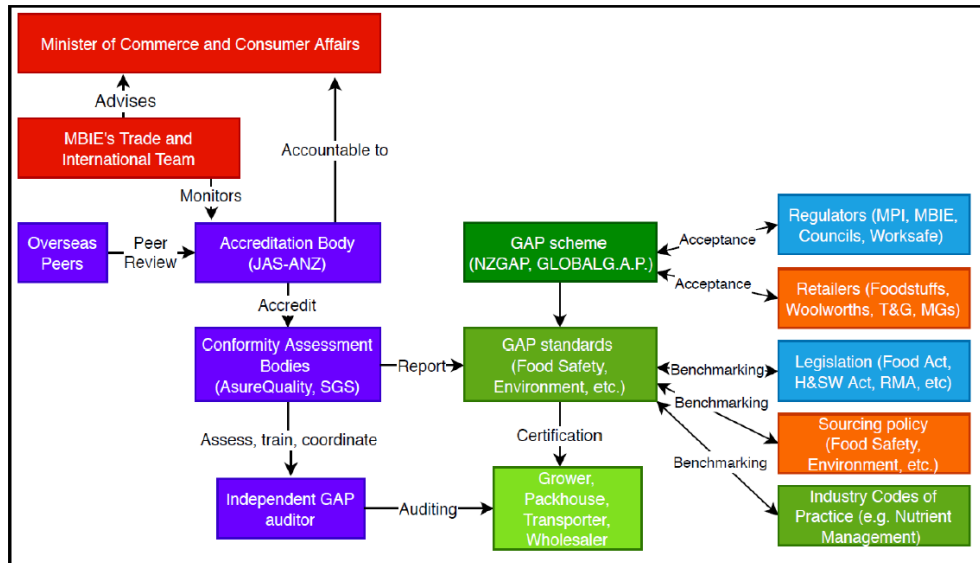 Minister of Commerce and Consumer Affairs
Advises
MBIE's Trade and
International Team
Accountable to
Monitors
Overseas
Peers
Peer
Review
Accreditation Body
(JAS-ANZ)
GAP scheme
(NZGAP, GLOBALG.A.P.)
Acceptance
Regulators (MPI, MBIE,
Councils, Worksafe)
Acceptance
Retailers (Foodstuffs,
Woolworths, T&G, MGs)
Accredit
Conformity Assessment
Bodies
(AsureQuality, SGS)
Report
GAP standards
(Food Safety,
Environment, etc.)
Benchmarking
Legislation (Food Act,
H&SW Act, RMA, etc)
Benchmarking
Sourcing policy
(Food Safety,
Environment, etc.)
Assess, train, coordinate
Certification
Benchmarking
Independent GAP
auditor
Auditing
Grower,
Packhouse,
Transporter,
Wholesaler
Industry Codes of
Practice (e.g. Nutrient
Management)